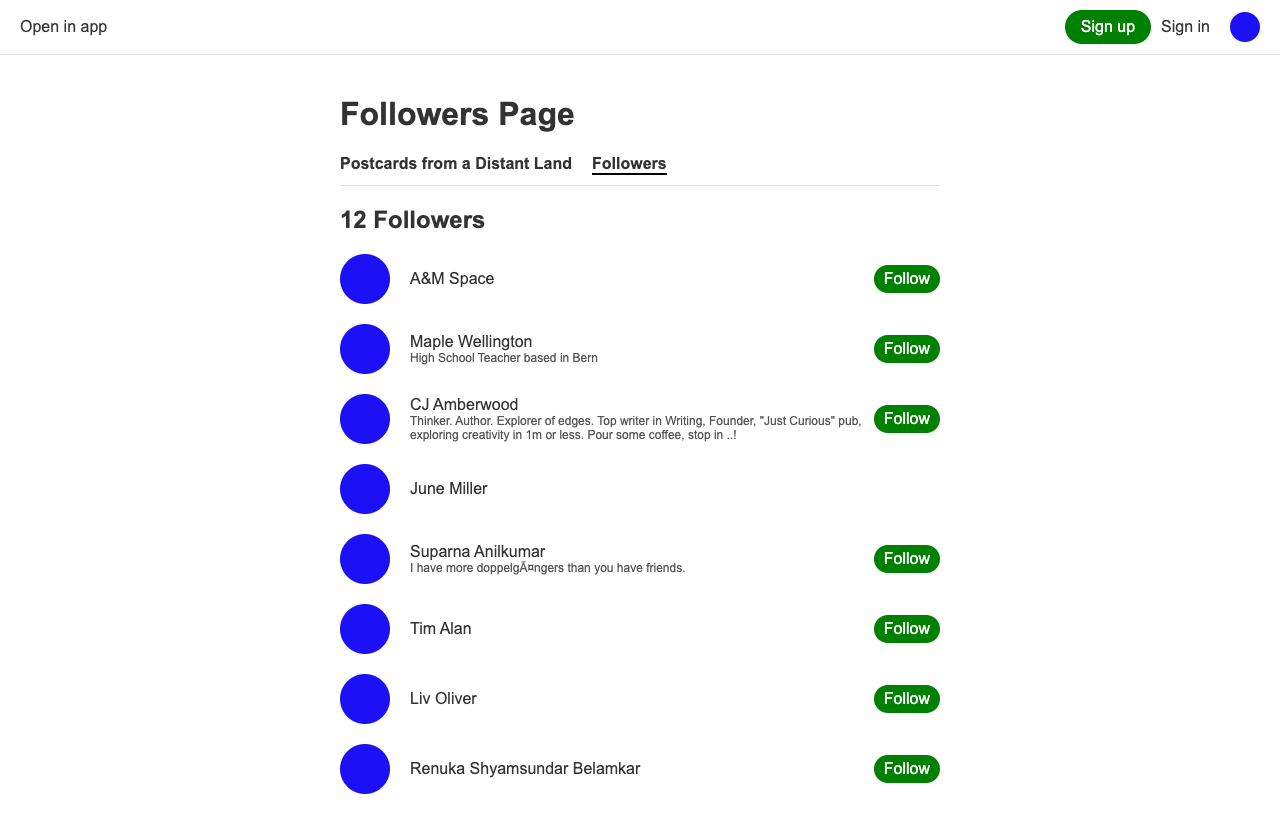 Open in app
Sign up
Sign in
Followers Page
Postcards from a Distant Land
Followers
12 Followers
A&M Space
Follow
Maple Wellington
High School Teacher based in Bern
Follow
CJ Amberwood
Thinker. Author. Explorer of edges. Top writer in Writing, Founder, "Just Curious" pub,
exploring creativity in 1m or less. Pour some coffee, stop in ..!
Follow
June Miller
Suparna Anilkumar
I have more doppelgÃ¤ngers than you have friends.
Follow
Tim Alan
Follow
Liv Oliver
Follow
Renuka Shyamsundar Belamkar
Follow